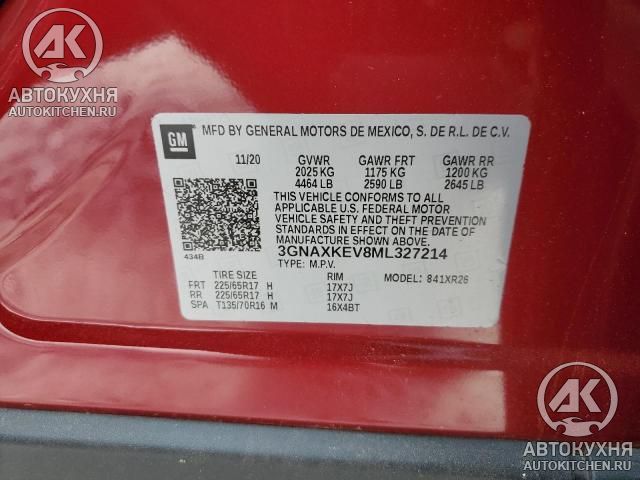 AK
АВТОКУХНЯ
AUTOKITCHEN.RU
GM MFD BY GENERAL MOTORS DE MEXICO, S. DE R.L. DE C.V.
11/20 GVWR GAWR FRT GAWR RR
2025 KG 1175 KG 1200 KG
4464 LB 2590 LB 2645 LB
THIS VEHICLE CONFORMS TO ALL
APPLICABLE U.S. FEDERAL MOTOR
VEHICLE SAFETY AND THEFT PREVENTION
STANDARDS IN EFFECT ON THE DATE OF
MANUFACTURE SHOWN ABOVE.
434B 3GNAXKEV8ML327214
TYPE: M.P.V.
TIRE SIZE RIM MODEL: 841XR26
FRT 225/65R17 H 17X7J
RR 225/65R17 H 17X7J
SPA T135/70R16 M 16X4BT
AK
АВТОКУХНЯ
AUTOKITCHEN.RU